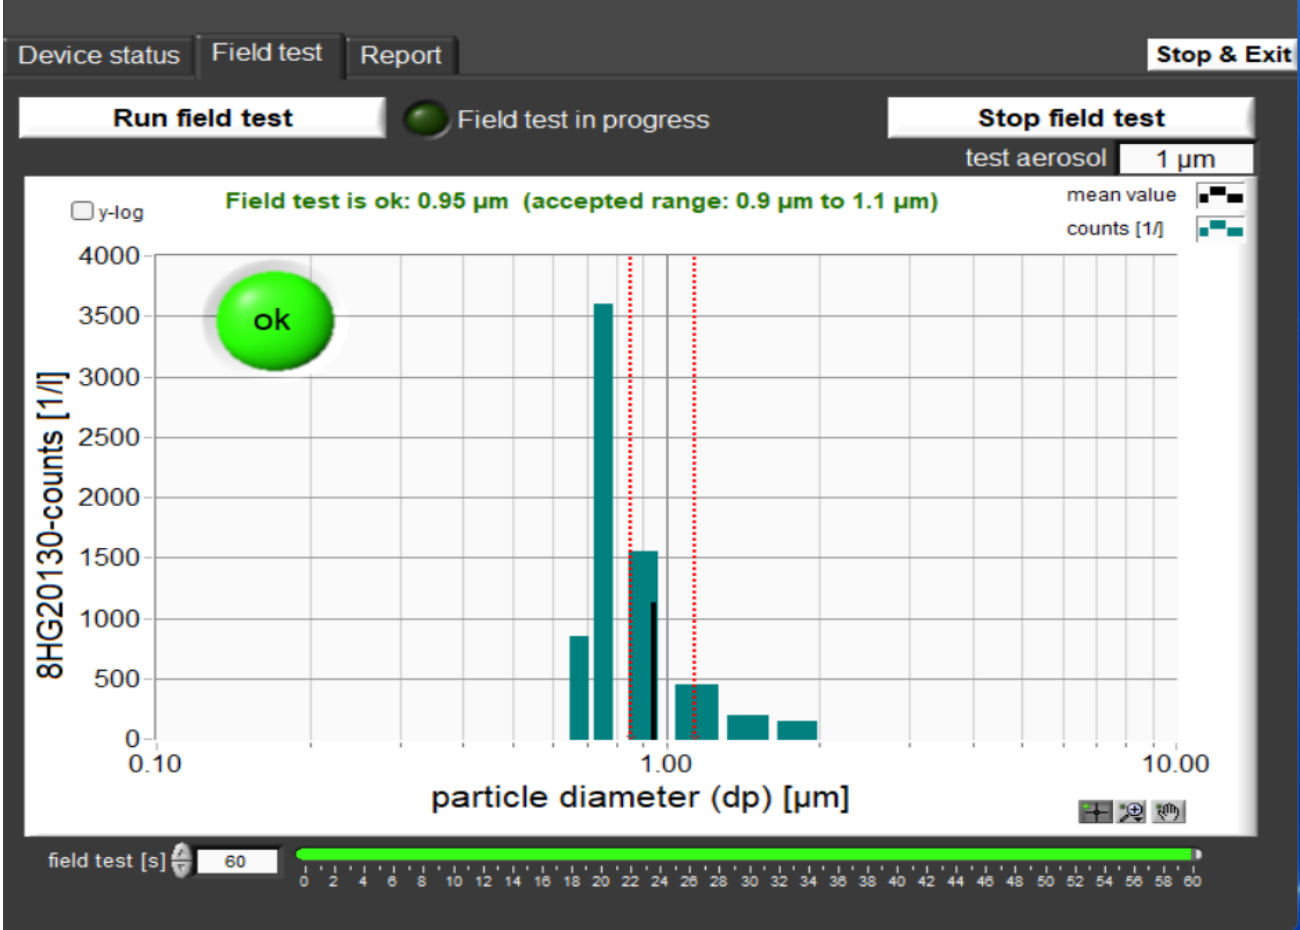 Device status
Field test
Report
Stop & Exit
Run field test
Field test in progress
Stop field test
test aerosol
1 µm
Field test is ok: 0.95 µm (accepted range: 0.9 µm to 1.1 µm)
mean value
y-log
counts [1/]
ok
8HG20130-counts [1/l]
4000
3500
3000
2500
2000
1500
1000
500
0
0.10
1.00
10.00
particle diameter (dp) [µm]
field test [s]
60
0 2 4 6 8 10 12 14 16 18 20 22 24 26 28 30 32 34 36 38 40 42 44 46 48 50 52 54 56 58 60